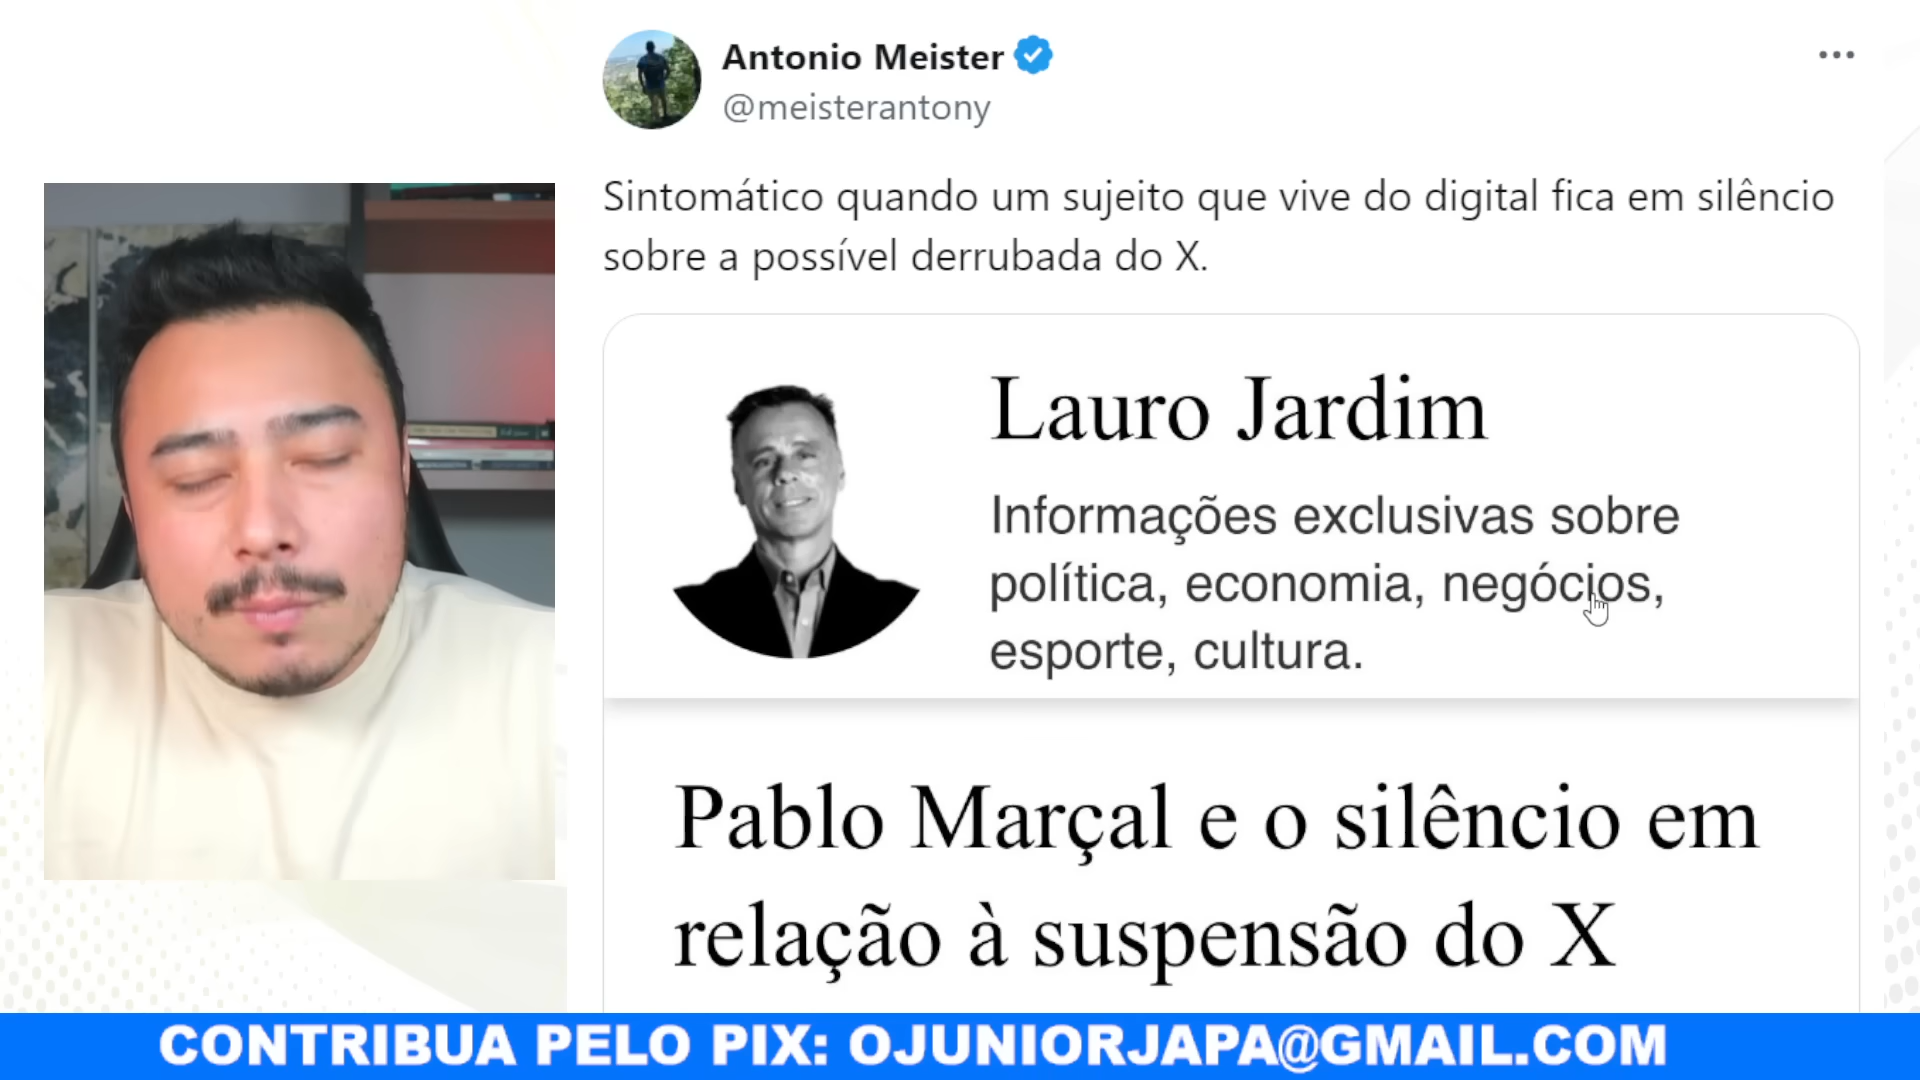 Antonio Meister
@meisterantony
Sintomático quando um sujeito que vive do digital fica em silêncio
sobre a possível derrubada do X.
Lauro Jardim
Informações exclusivas sobre
política, economia, negócios,
esporte, cultura.
Pablo Marçal e o silêncio em
relação à suspensão do X
CONTRIBUA PELO PIX: OJUNIORJAPA@GMAIL.COM